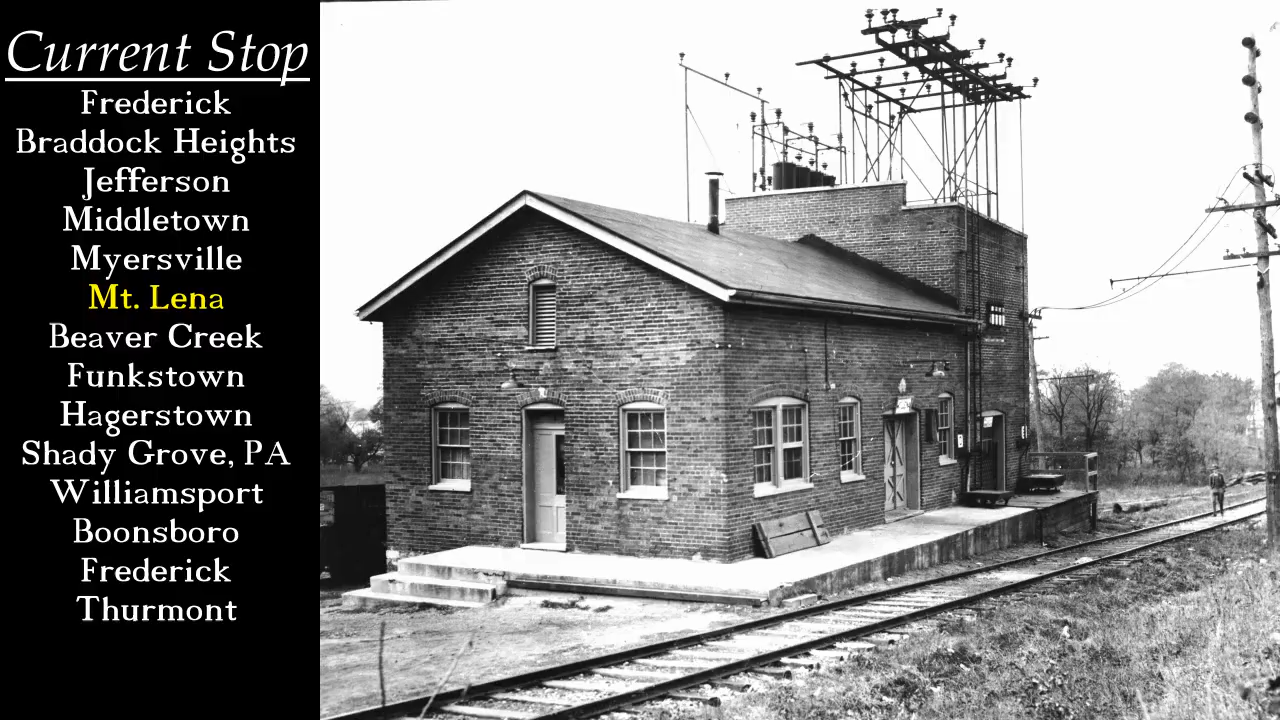 Current Stop
Frederick
Braddock Heights
Jefferson
Middletown
Myersville
Mt. Lena
Beaver Creek
Funkstown
Hagerstown
Shady Grove, PA
Williamsport
Boonsboro
Frederick
Thurmont